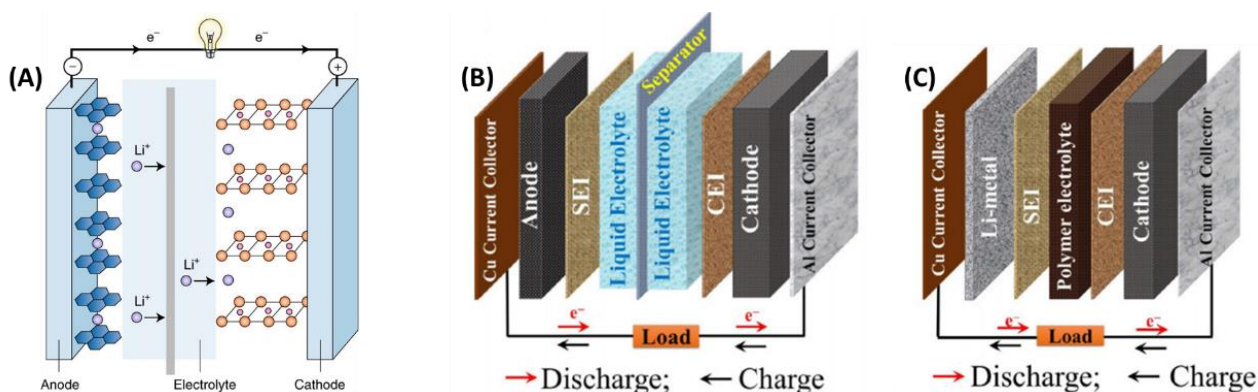 (A)
e⁻
e⁻
−
+
Li⁺
Li⁺
Li⁺
Anode
Electrolyte
Cathode
(B)
Cu Current Collector
Anode
SEI
Liquid Electrolyte
Separator
Liquid Electrolyte
CEI
Cathode
Al Current Collector
e⁻
Load
e⁻
Discharge; Charge
(C)
Cu Current Collector
Li-metal
SEI
Polymer electrolyte
CEI
Cathode
Al Current Collector
e⁻
Load
e⁻
Discharge; Charge